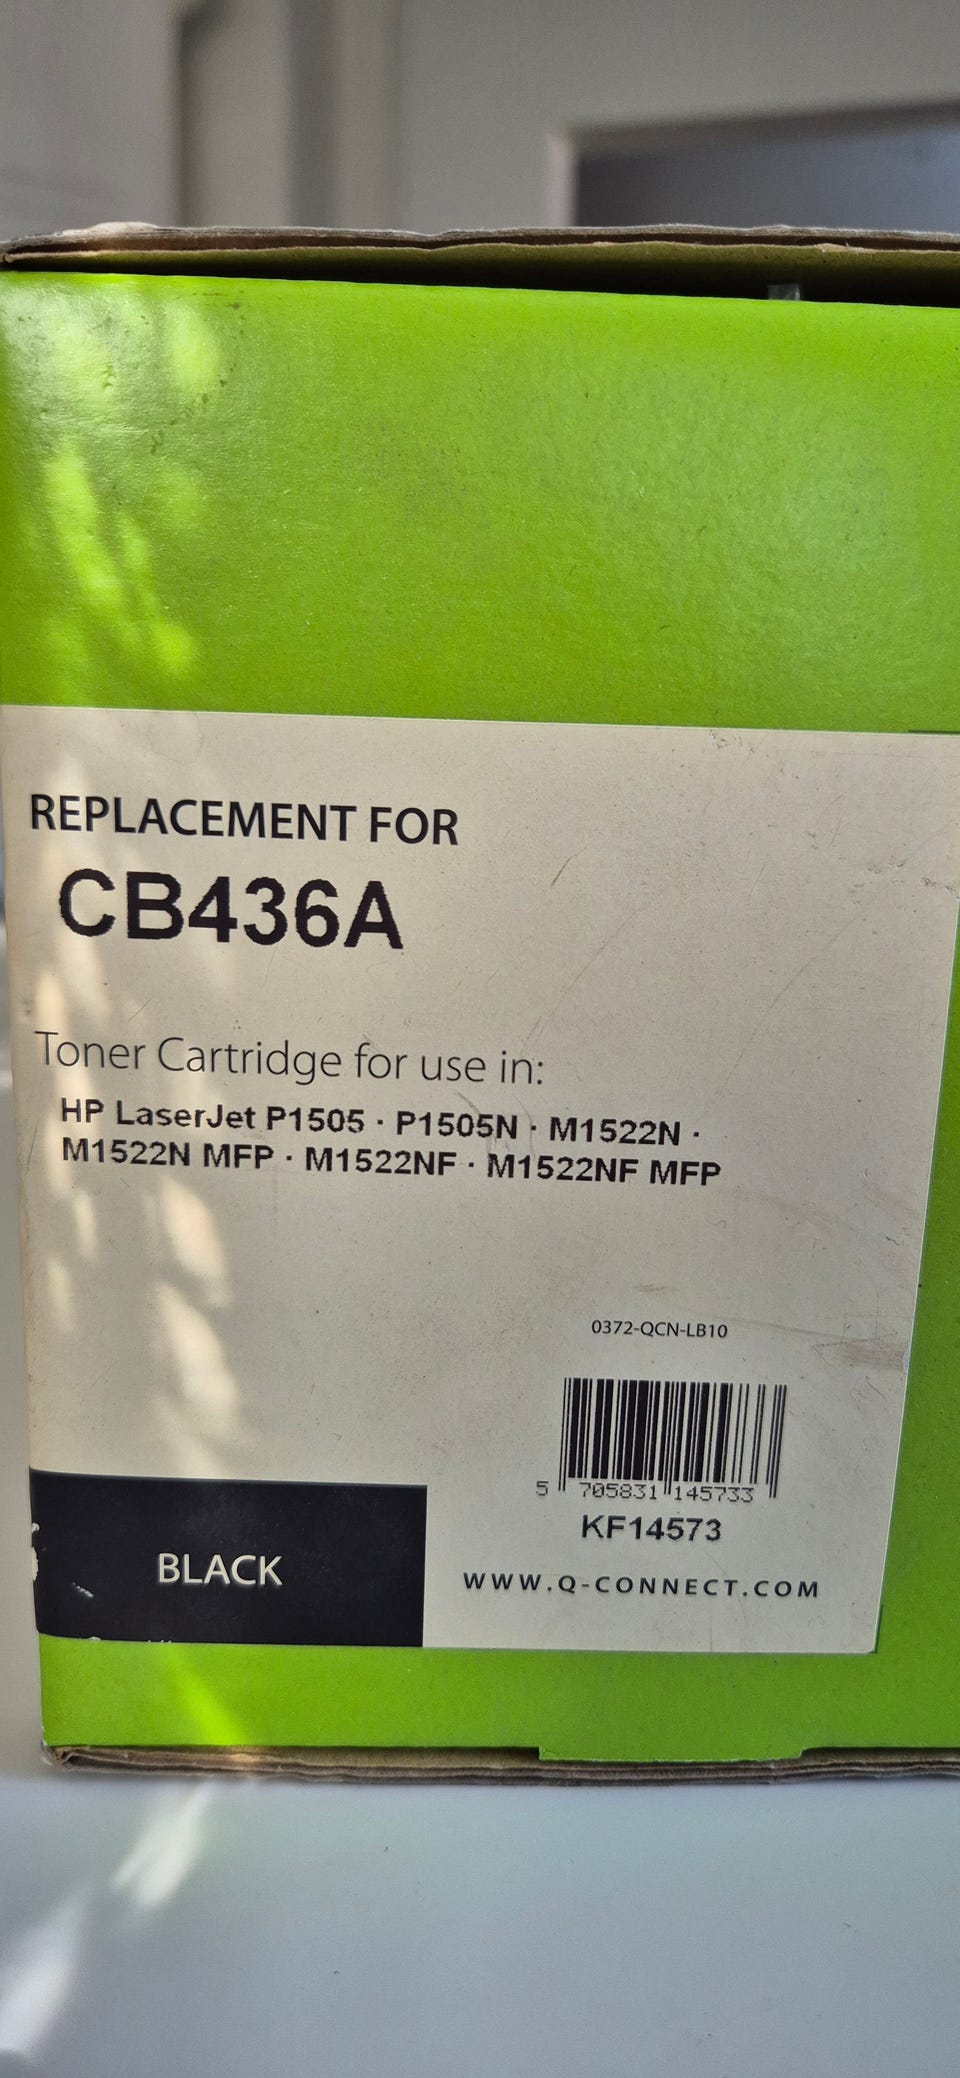 REPLACEMENT FOR
CB436A
Toner Cartridge for use in:
HP LaserJet P1505 · P1505N · M1522N ·
M1522N MFP · M1522NF · M1522NF MFP
0372-QCN-LB10
5 705831 145733
KF14573
BLACK
WWW.Q-CONNECT.COM